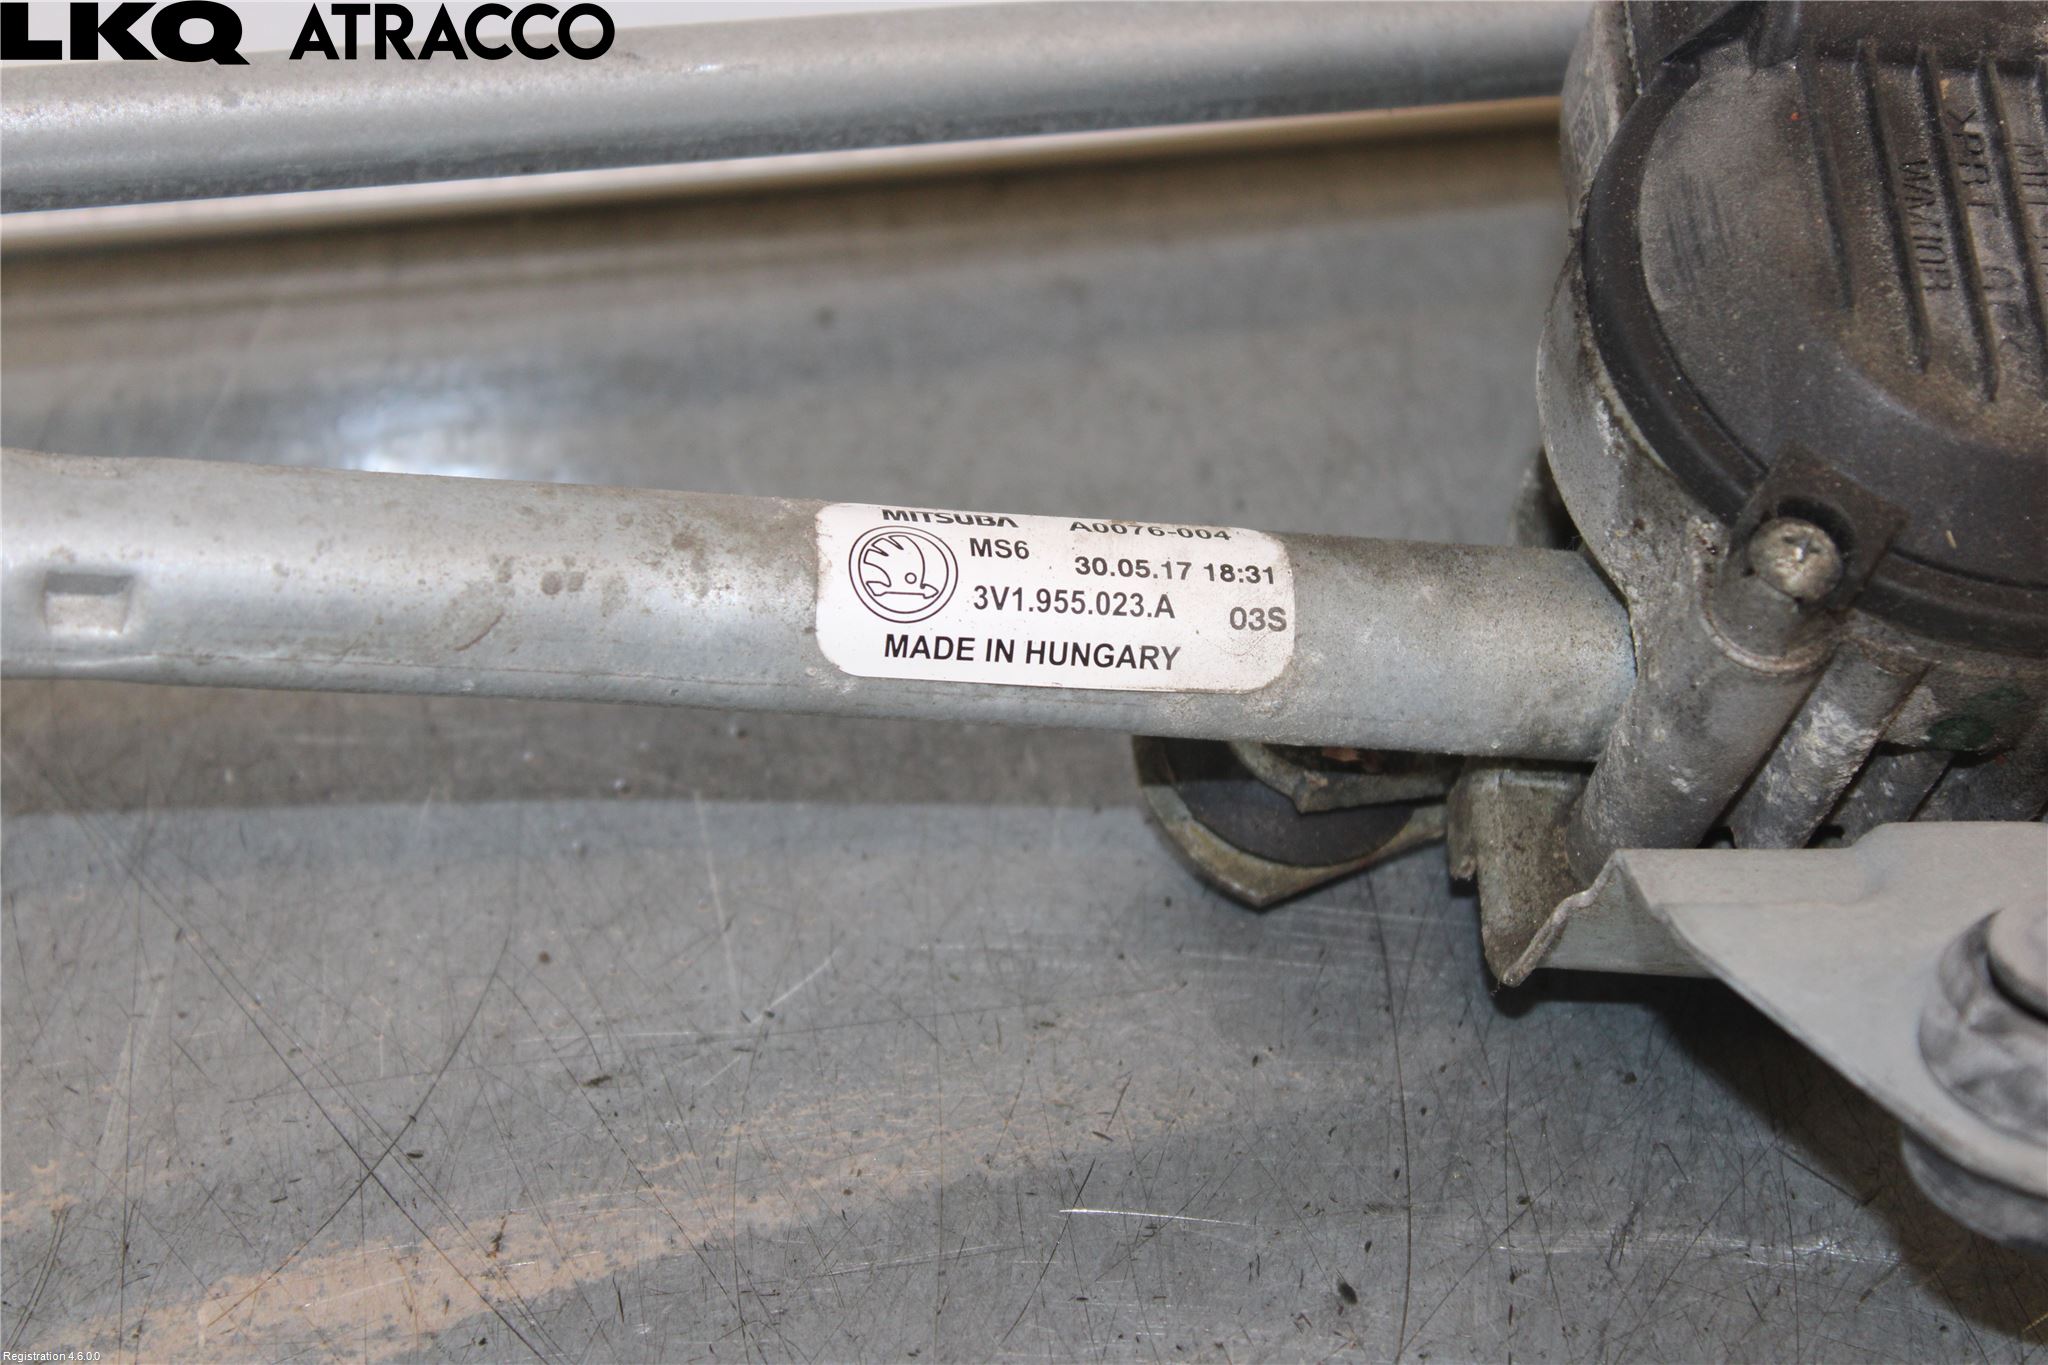 LKQ ATRACCO
MITSUBA A0076-004
MS6 30.05.17 18:31
3V1.955.023.A 03S
MADE IN HUNGARY
Registration 4.6.0.0